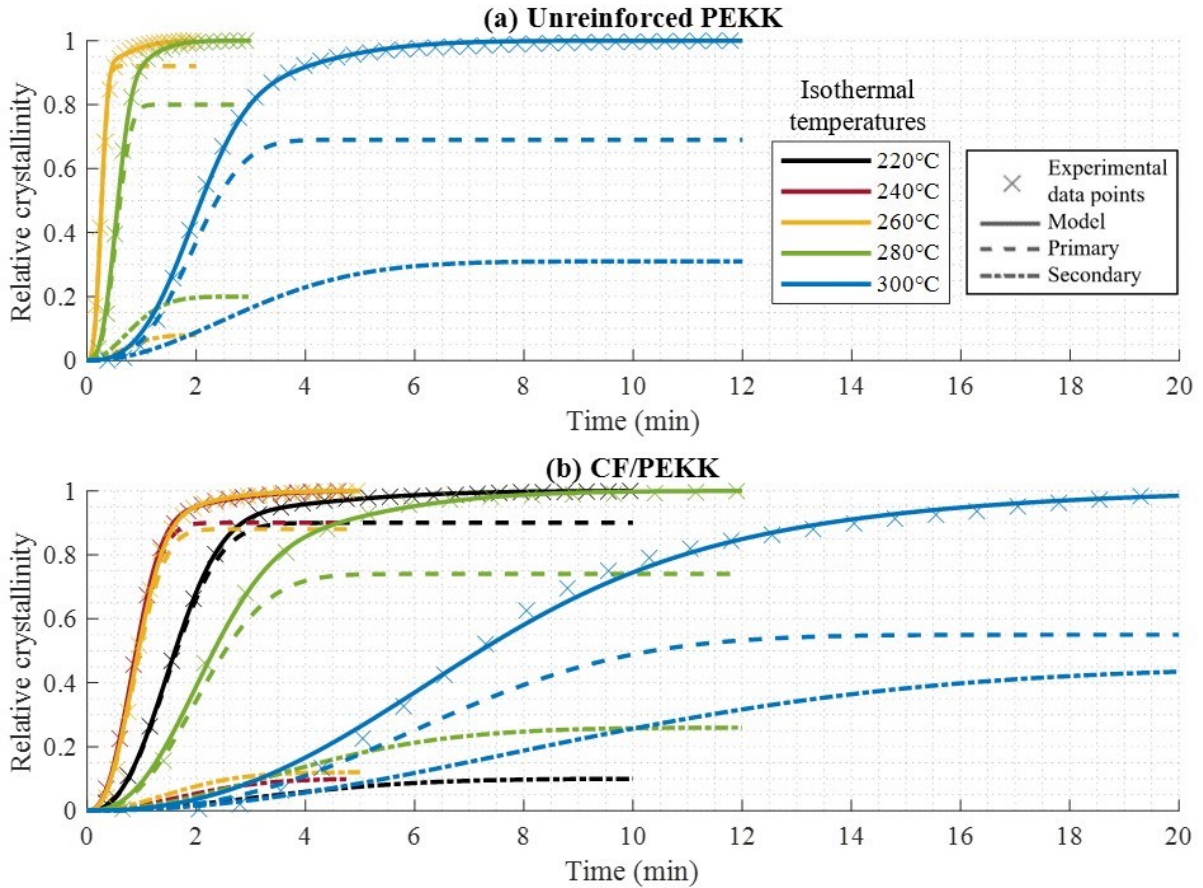 (a) Unreinforced PEKK
1
0.8
0.6
0.4
0.2
0
Relative crystallinity
0 2 4 6 8 10 12 14 16 18 20
Time (min)
Isothermal
temperatures
220°C
240°C
260°C
280°C
300°C
Experimental
data points
Model
Primary
Secondary
(b) CF/PEKK
1
0.8
0.6
0.4
0.2
0
Relative crystallinity
0 2 4 6 8 10 12 14 16 18 20
Time (min)